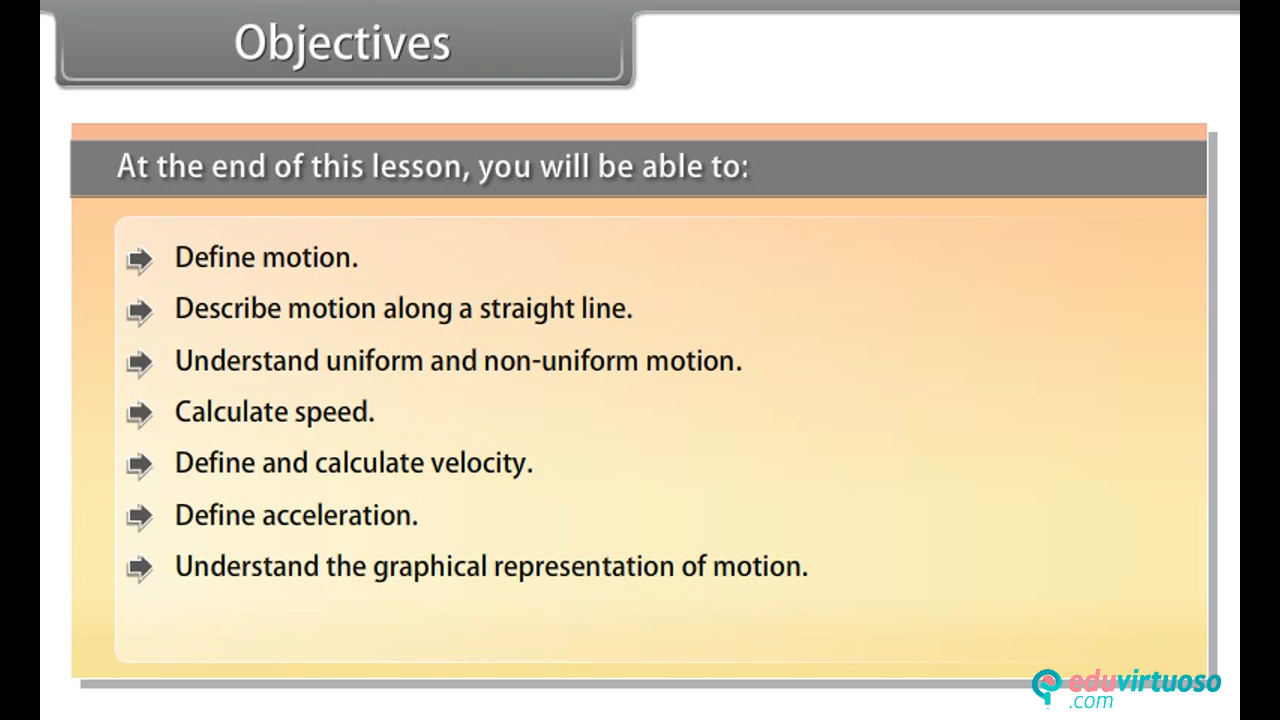 Objectives
At the end of this lesson, you will be able to:
Define motion.
Describe motion along a straight line.
Understand uniform and non-uniform motion.
Calculate speed.
Define and calculate velocity.
Define acceleration.
Understand the graphical representation of motion.
eduvirtuoso
.com